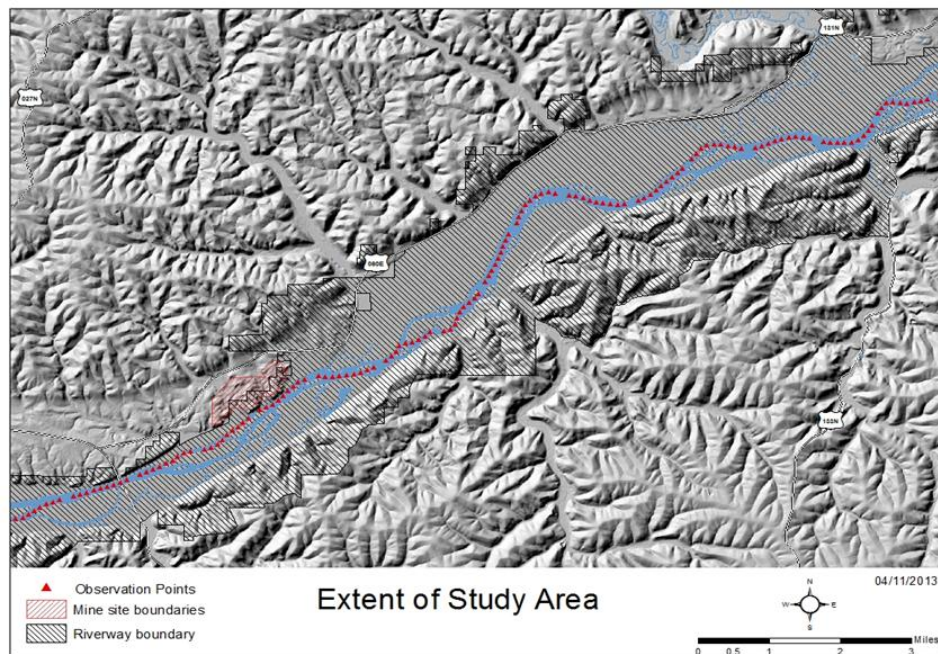 131N
027N
060E
133N
Observation Points
Mine site boundaries
Riverway boundary
Extent of Study Area
N
W E
S
04/11/2013
Miles
0 0.5 1 2 3